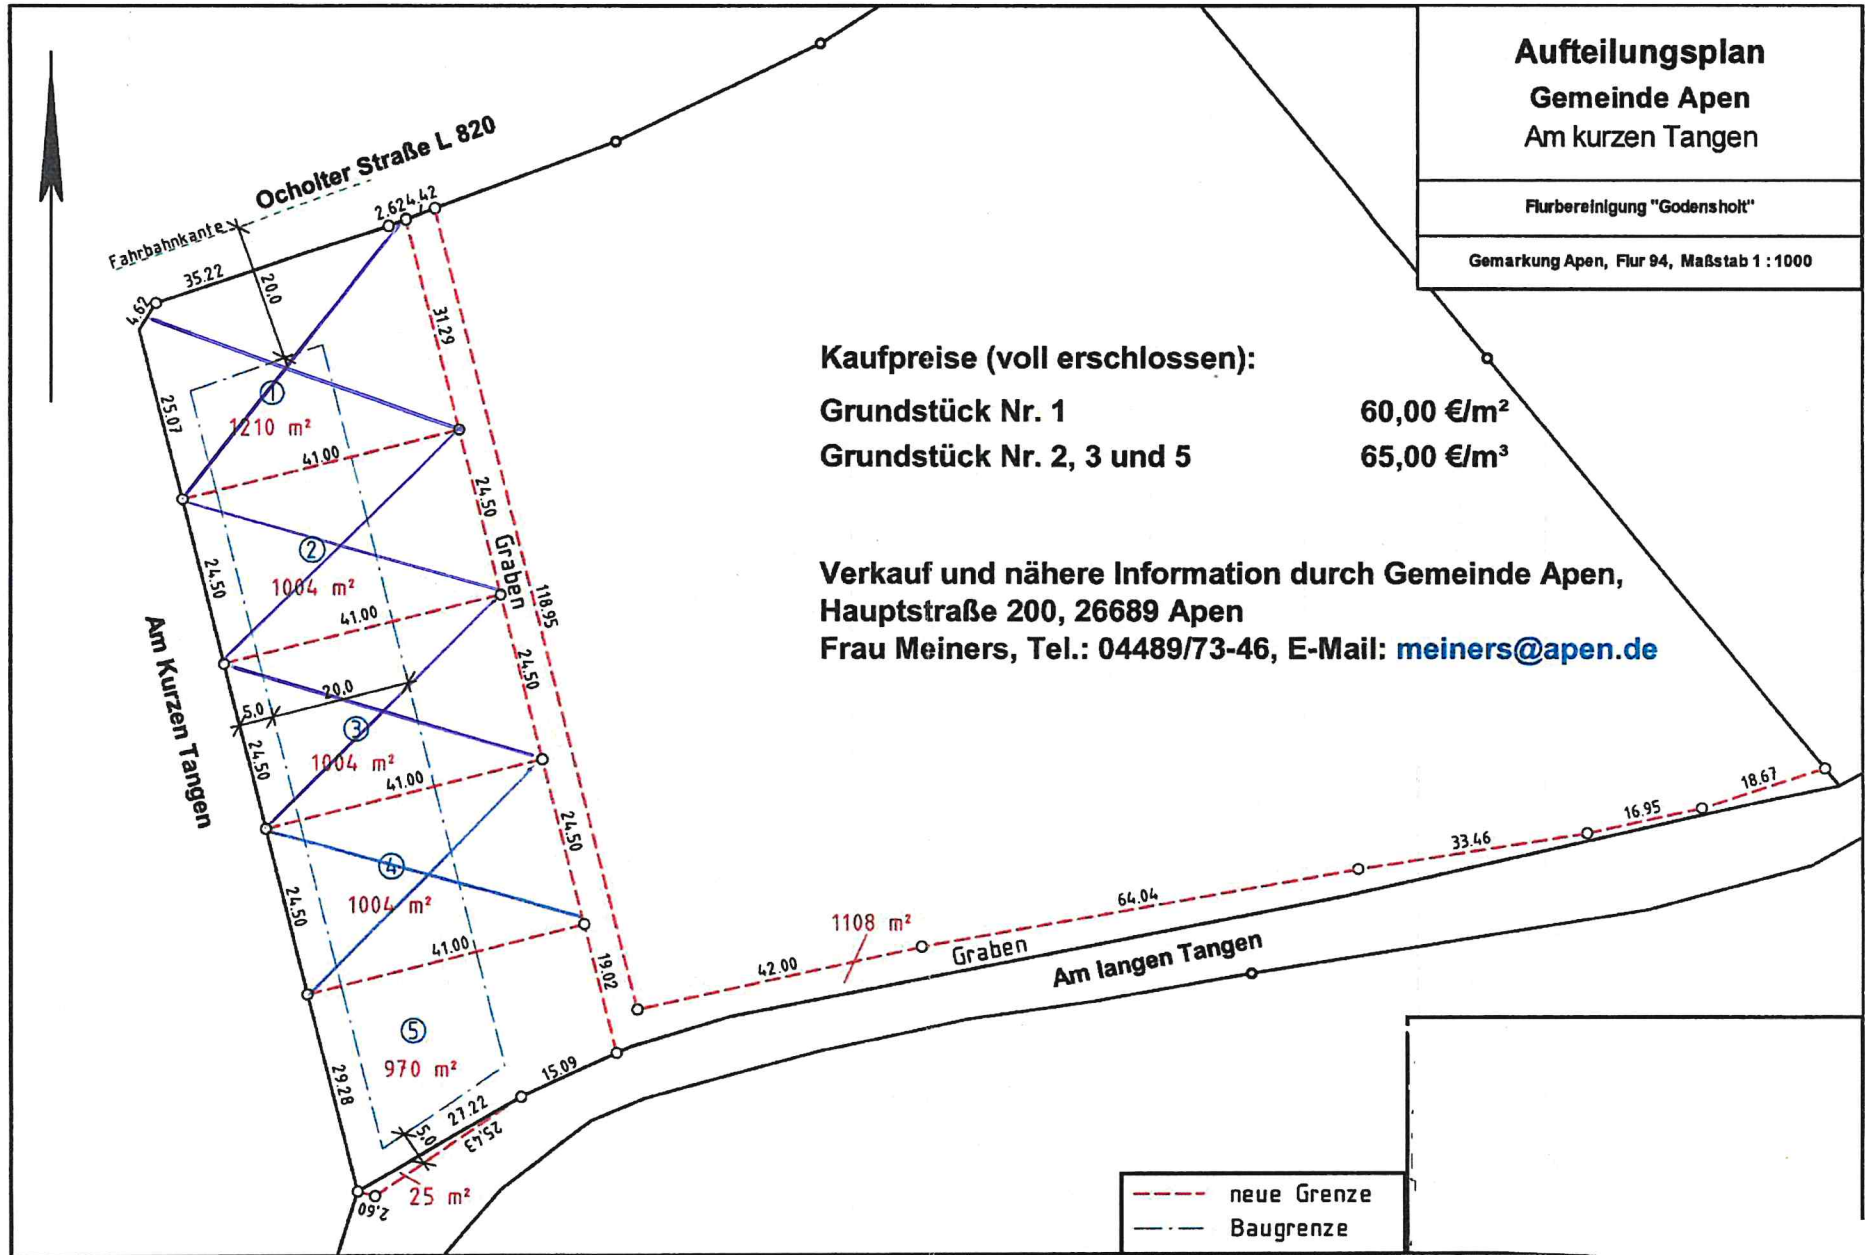 Aufteilungsplan
Gemeinde Apen
Am kurzen Tangen
Flurbereinigung "Godensholt"
Gemarkung Apen, Flur 94, Maßstab 1 : 1000
Ocholter Straße L 820
Fahrbahnkante
2.62
4.42
35.22
4.62
20.0
31.29
25.07
1
1210 m²
41.00
24.50
Graben
118.95
2
1004 m²
24.50
41.00
24.50
Am Kurzen Tangen
20.0
5.0
3
1004 m²
24.50
41.00
24.50
4
1004 m²
24.50
41.00
19.02
5
970 m²
29.28
15.09
27.22
25.43
5.0
25 m²
2.60
Kaufpreise (voll erschlossen):
Grundstück Nr. 1 60,00 €/m²
Grundstück Nr. 2, 3 und 5 65,00 €/m³
Verkauf und nähere Information durch Gemeinde Apen,
Hauptstraße 200, 26689 Apen
Frau Meiners, Tel.: 04489/73-46, E-Mail: meiners@apen.de
18.67
16.95
33.46
64.04
1108 m²
42.00
Graben
Am langen Tangen
neue Grenze
Baugrenze